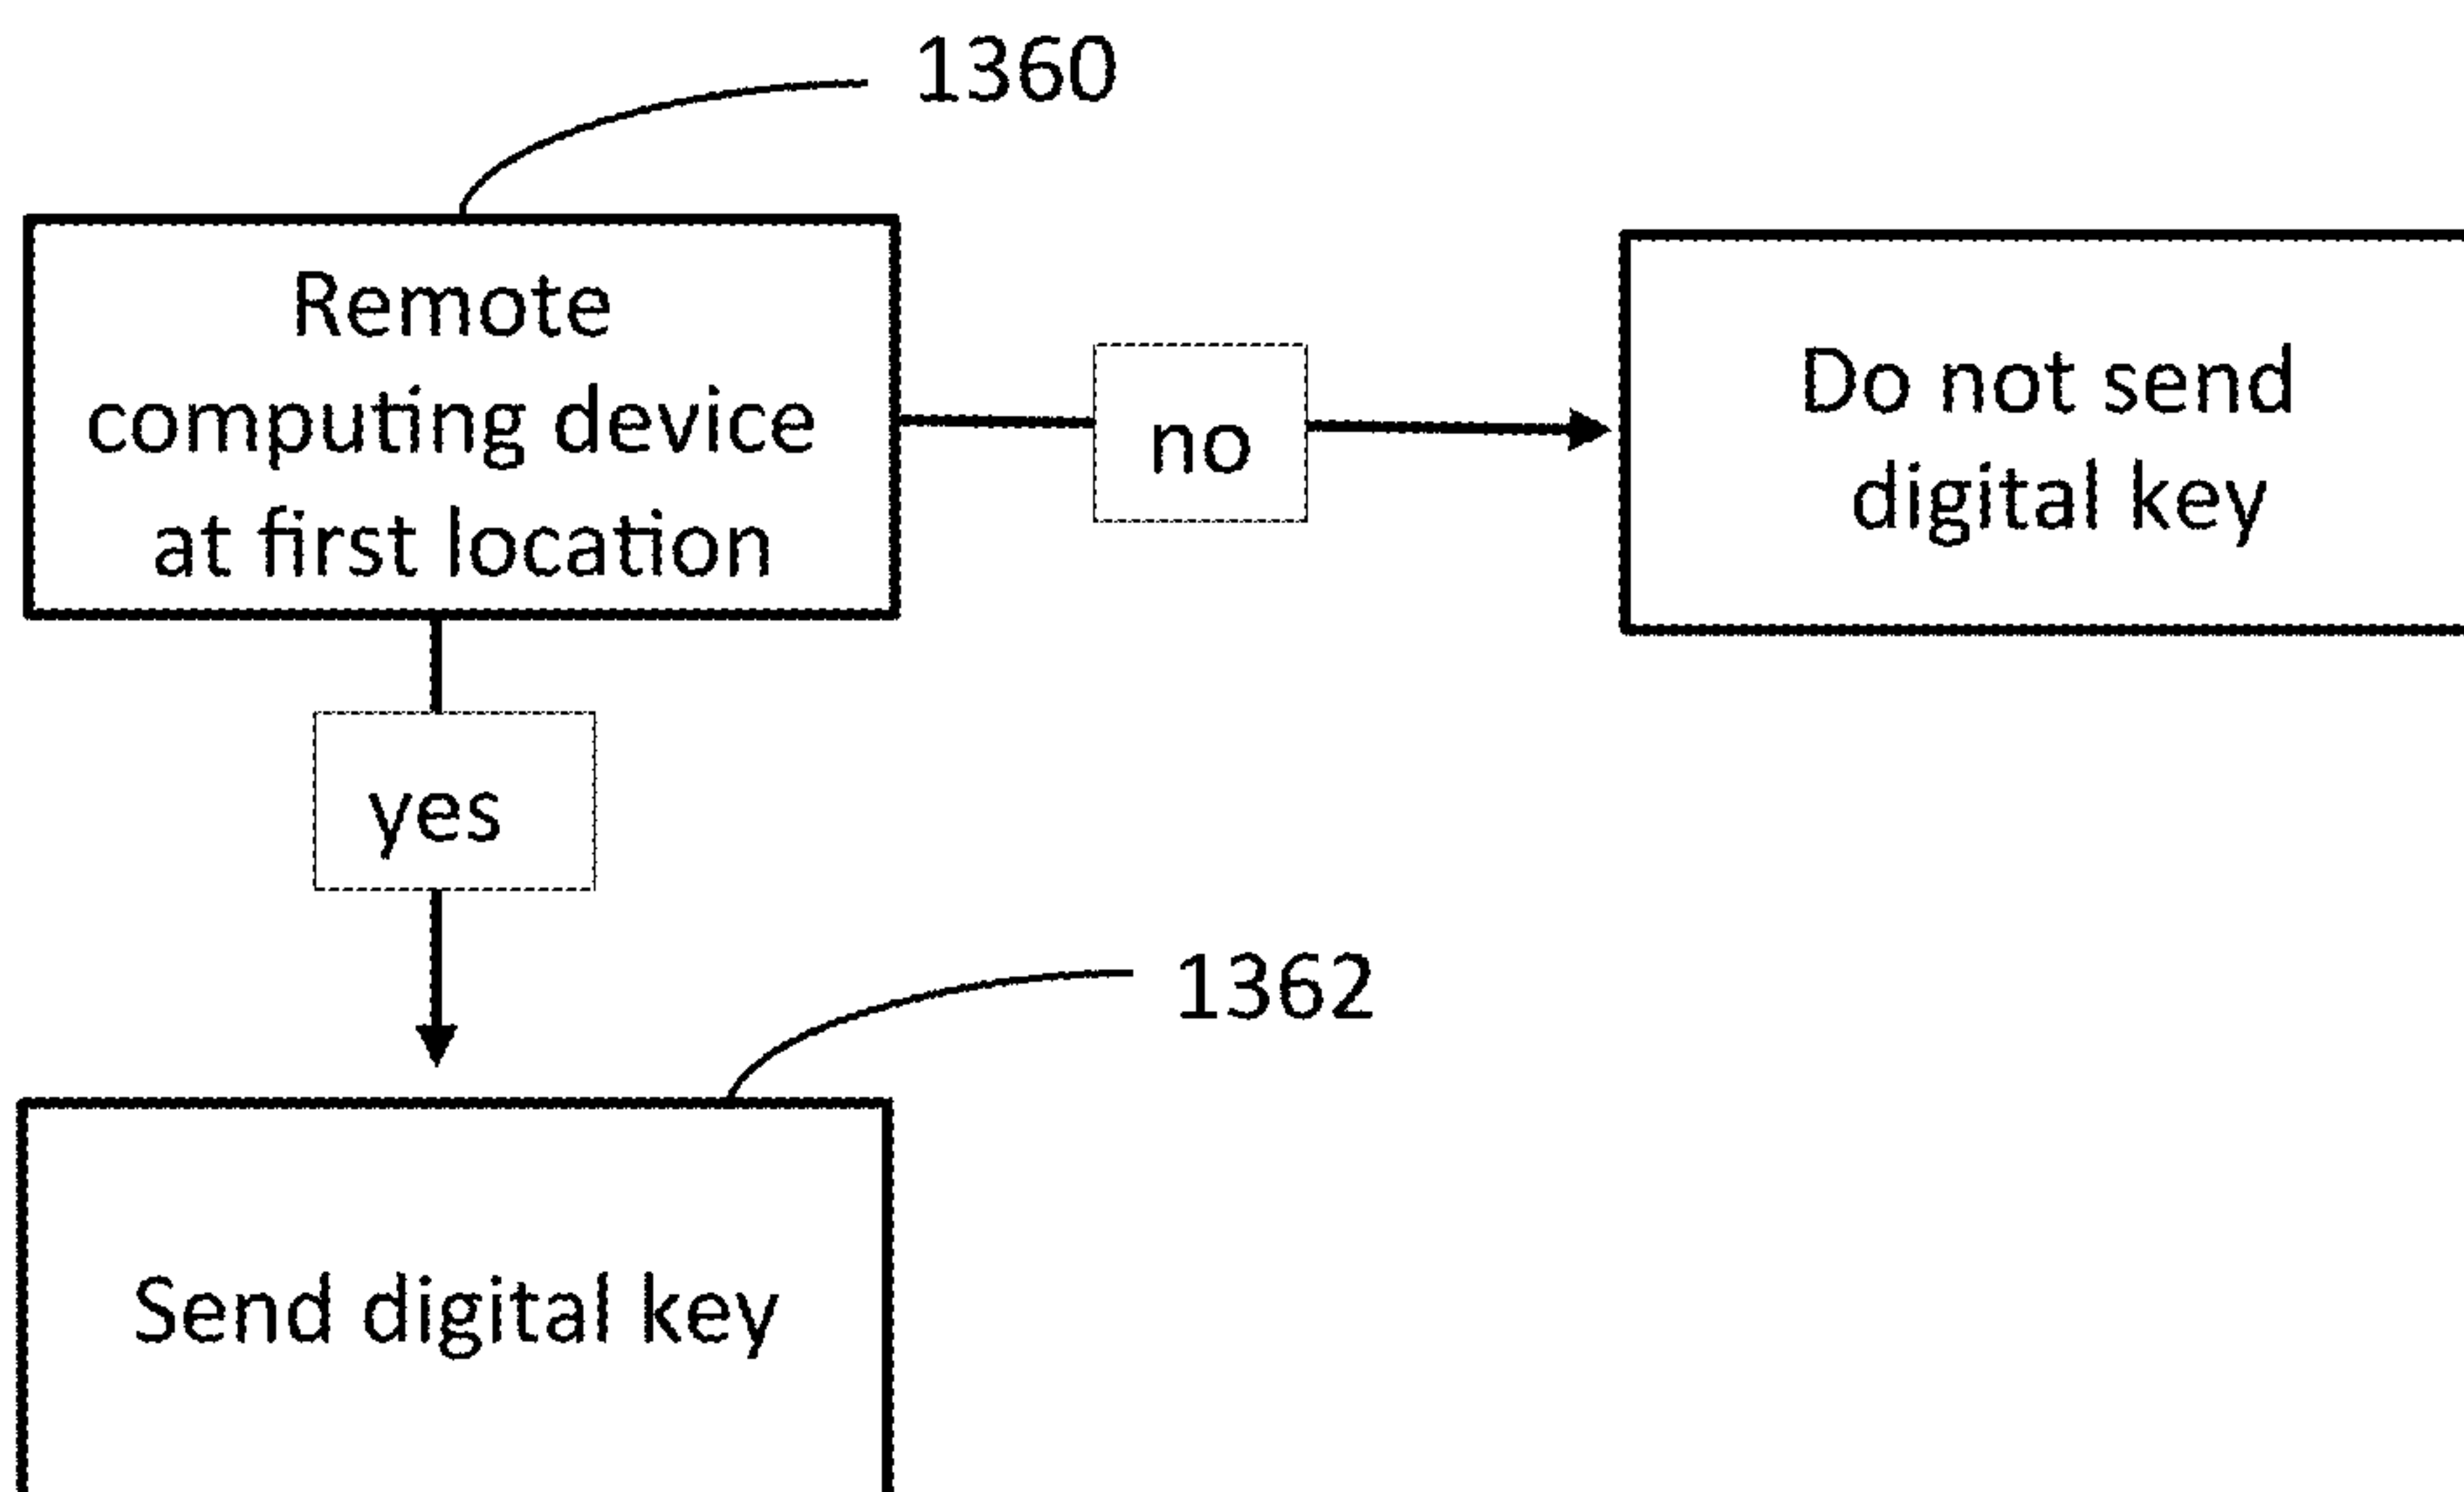 1360
Remote
computing device
at first location
no
Do not send
digital key
yes
1362
Send digital key